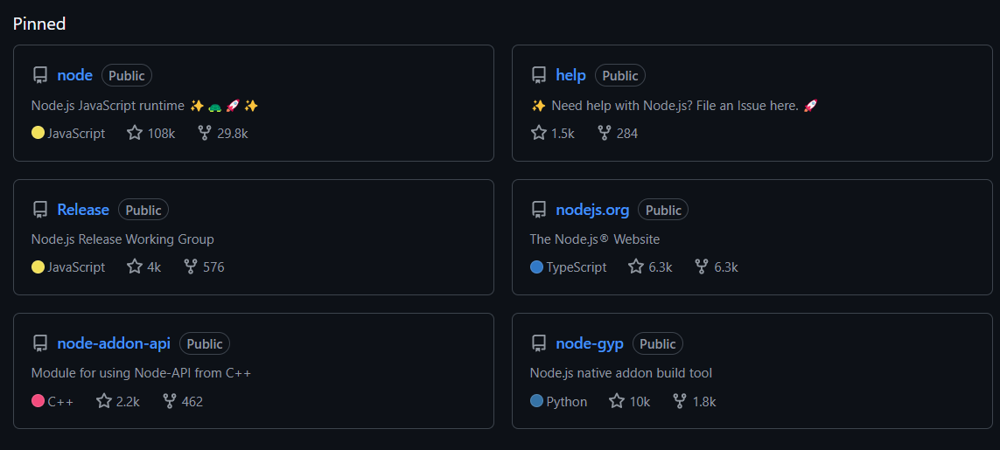 Pinned
node Public
Node.js JavaScript runtime ✨🐢🚀✨
JavaScript 108k 29.8k
help Public
✨ Need help with Node.js? File an Issue here. 🚀
1.5k 284
Release Public
Node.js Release Working Group
JavaScript 4k 576
nodejs.org Public
The Node.js® Website
TypeScript 6.3k 6.3k
node-addon-api Public
Module for using Node-API from C++
C++ 2.2k 462
node-gyp Public
Node.js native addon build tool
Python 10k 1.8k